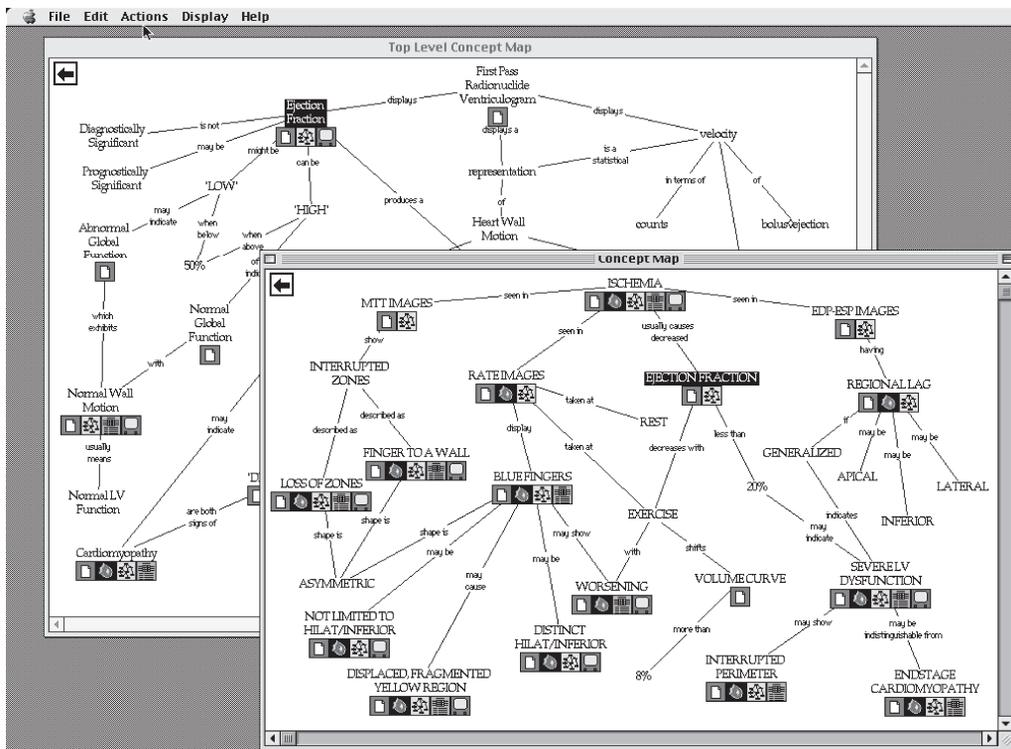 File Edit Actions Display Help
Top Level Concept Map
First Pass
Radionuclide
Ventriculogram
displays
displays
displays a
Ejection
Fraction
Diagnostically
Significant
is not
may be
might be
can be
Prognostically
Significant
velocity
is a
statistical
representation
in terms of
of
'LOW'
produces a
of
'HIGH'
may
indicate
when
below
when
above
counts
bolus ejection
Heart Wall
Motion
Abnormal
Global
Function
50%
which
exhibits
Normal
Global
Function
with
Normal Wall
Motion
usually
means
may
indicate
Normal LV
Function
are both
signs of
Cardiomyopathy
Concept Map
ISCHEMIA
seen in
seen in
seen in
usually causes
decreased
MTT IMAGES
EDP-ESP IMAGES
show
having
INTERRUPTED
ZONES
RATE IMAGES
EJECTION FRACTION
REGIONAL LAG
taken at
REST
described as
described as
display
taken at
decreases with
less than
if
may be
may be
may be
GENERALIZED
APICAL
LATERAL
INFERIOR
FINGER TO A WALL
LOSS OF ZONES
BLUE FINGERS
20%
EXERCISE
shape is
shape is
shape is
may be
may show
with
shifts
may
indicate
indicates
ASYMMETRIC
may
cause
may be
WORSENING
VOLUME CURVE
SEVERE LV
DYSFUNCTION
NOT LIMITED TO
HILAT/INFERIOR
DISTINCT
HILAT/INFERIOR
more than
8%
may show
may be
indistinguishable from
DISPLACED, FRAGMENTED
YELLOW REGION
INTERRUPTED
PERIMETER
ENDSTAGE
CARDIOMYOPATHY